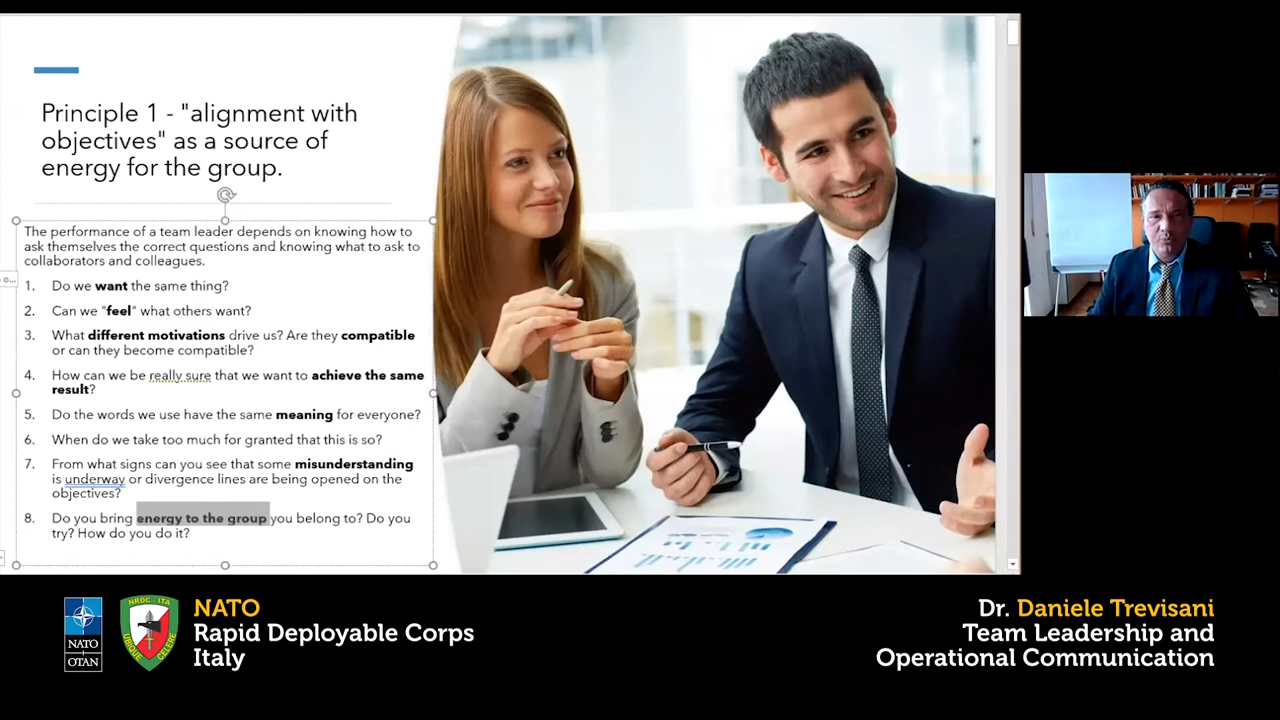 Principle 1 - "alignment with
objectives" as a source of
energy for the group.
The performance of a team leader depends on knowing how to
ask themselves the correct questions and knowing what to ask to
collaborators and colleagues.
1. Do we want the same thing?
2. Can we "feel" what others want?
3. What different motivations drive us? Are they compatible
or can they become compatible?
4. How can we be really sure that we want to achieve the same
result?
5. Do the words we use have the same meaning for everyone?
6. When do we take too much for granted that this is so?
7. From what signs can you see that some misunderstanding
is underway or divergence lines are being opened on the
objectives?
8. Do you bring energy to the group you belong to? Do you
try? How do you do it?
o...
NATO
OTAN
NRDC - ITA
UBIQUE CELERE
NATO
Rapid Deployable Corps
Italy
Dr. Daniele Trevisani
Team Leadership and
Operational Communication